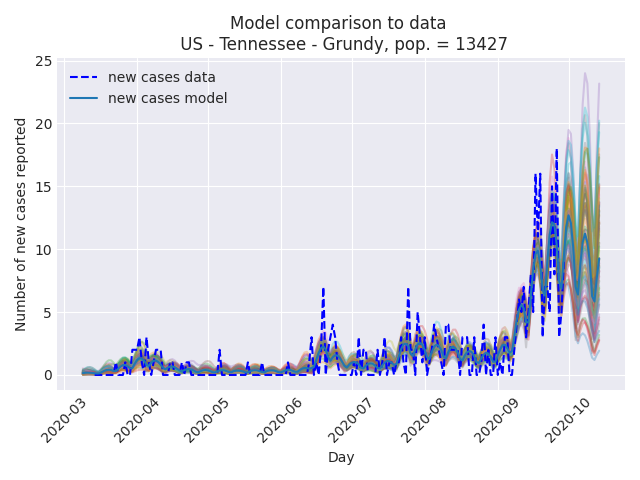 Model comparison to data
US - Tennessee - Grundy, pop. = 13427
new cases data
new cases model
Number of new cases reported
25
20
15
10
5
0
2020-03
2020-04
2020-05
2020-06
2020-07
2020-08
2020-09
2020-10
Day